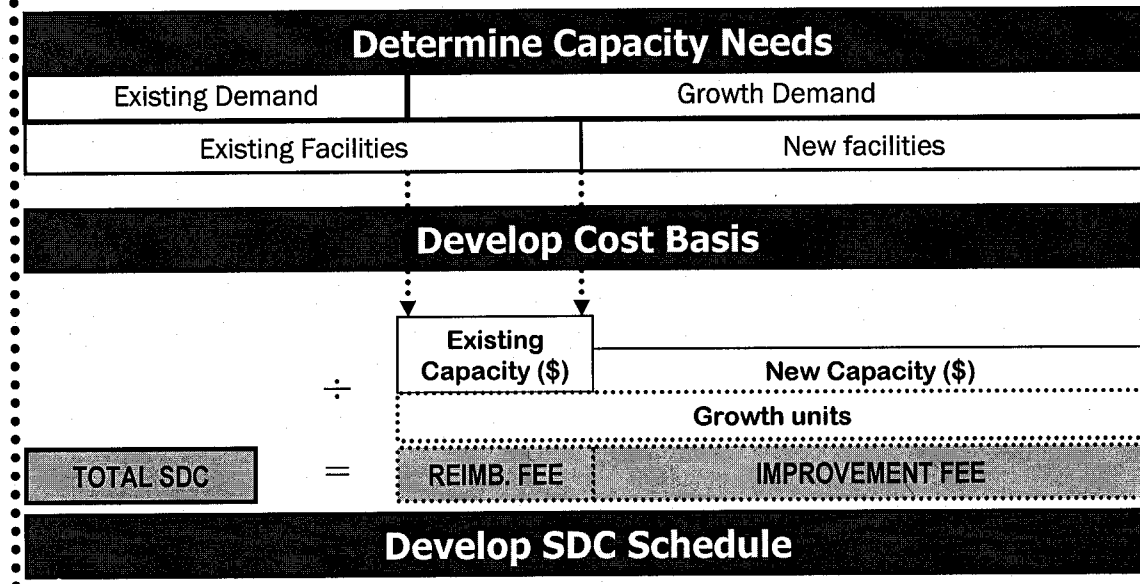 Determine Capacity Needs
Existing Demand
Growth Demand
Existing Facilities
New facilities
Develop Cost Basis
Existing
Capacity ($)
New Capacity ($)
÷
Growth units
TOTAL SDC
=
REIMB. FEE
IMPROVEMENT FEE
Develop SDC Schedule